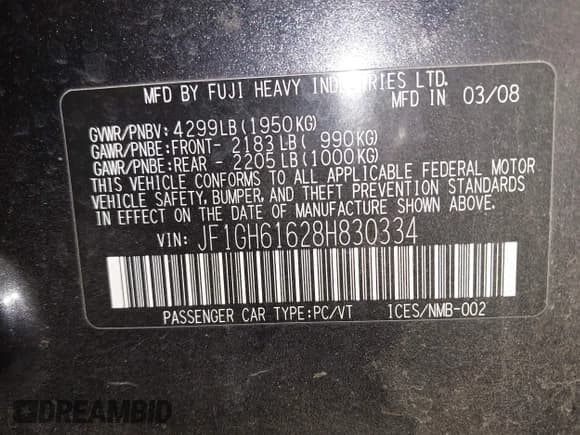 MFD BY FUJI HEAVY INDUSTRIES LTD.
MFD IN 03/08
GVWR/PNBV: 4299LB(1950KG)
GAWR/PNBE:FRONT- 2183LB( 990KG)
GAWR/PNBE:REAR - 2205LB(1000KG)
THIS VEHICLE CONFORMS TO ALL APPLICABLE FEDERAL MOTOR
VEHICLE SAFETY, BUMPER, AND THEFT PREVENTION STANDARDS
IN EFFECT ON THE DATE OF MANUFACTURE SHOWN ABOVE.
VIN: JF1GH61628H830334
PASSENGER CAR TYPE:PC/VT 1CES/NMB-002
DREAMBID